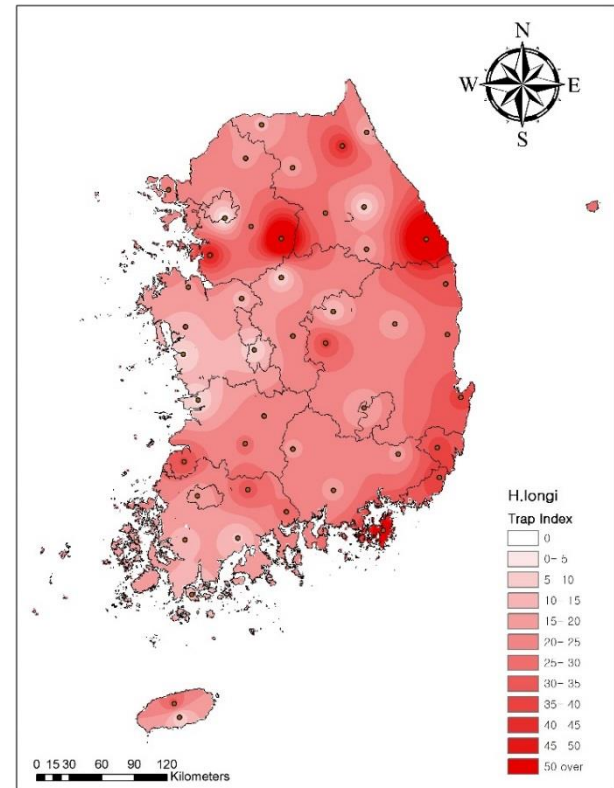 N
W E
S
H.longi
Trap Index
0
0- 5
5- 10
10- 15
15- 20
20- 25
25- 30
30- 35
35- 40
40- 45
45- 50
50 over
0 15 30 60 90 120
Kilometers